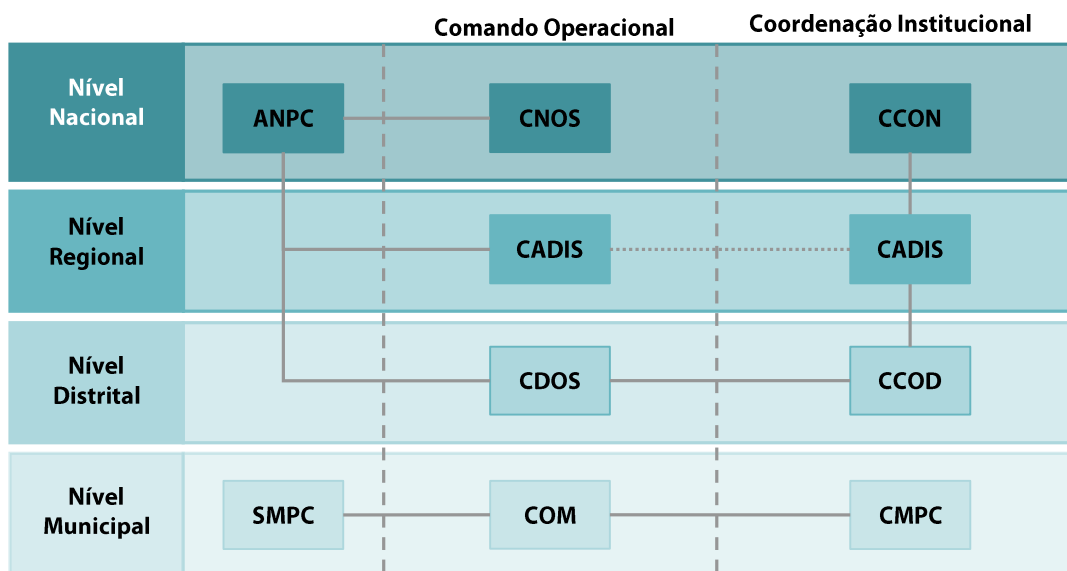 Comando Operacional
Coordenação Institucional
Nível
Nacional
ANPC
CNOS
CCON
Nível
Regional
CADIS
CADIS
Nível
Distrital
CDOS
CCOD
Nível
Municipal
SMPC
COM
CMPC